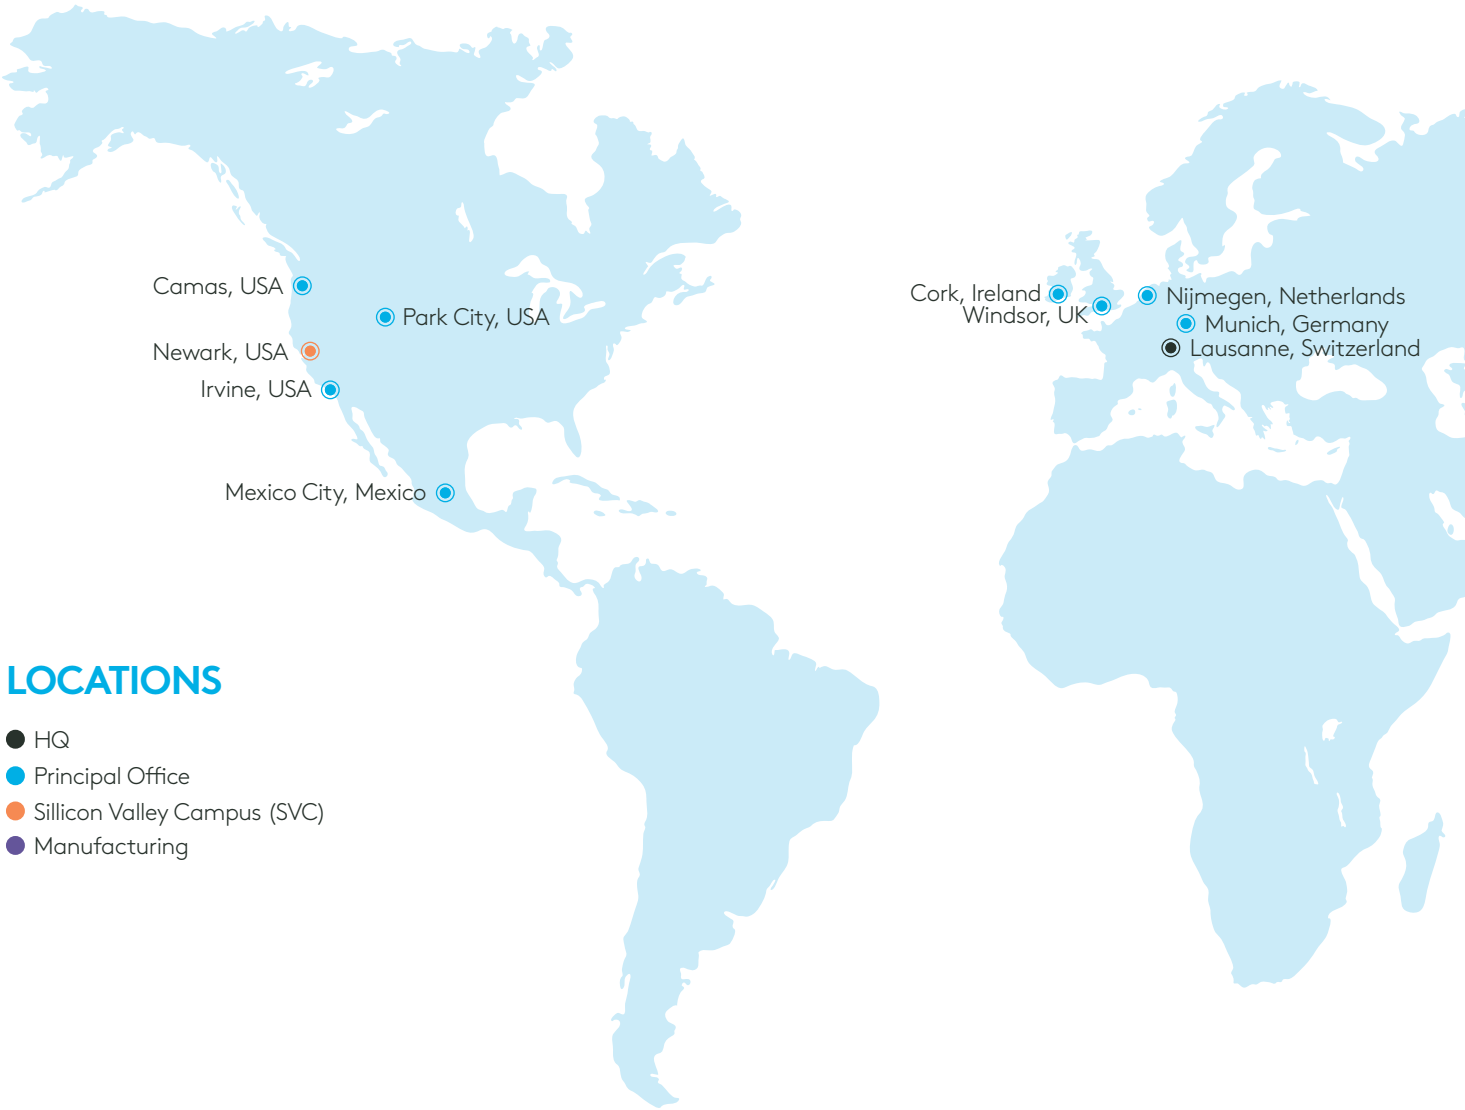 Camas, USA
Park City, USA
Newark, USA
Irvine, USA
Mexico City, Mexico
Cork, Ireland
Windsor, UK
Nijmegen, Netherlands
Munich, Germany
Lausanne, Switzerland
LOCATIONS
HQ
Principal Office
Sillicon Valley Campus (SVC)
Manufacturing